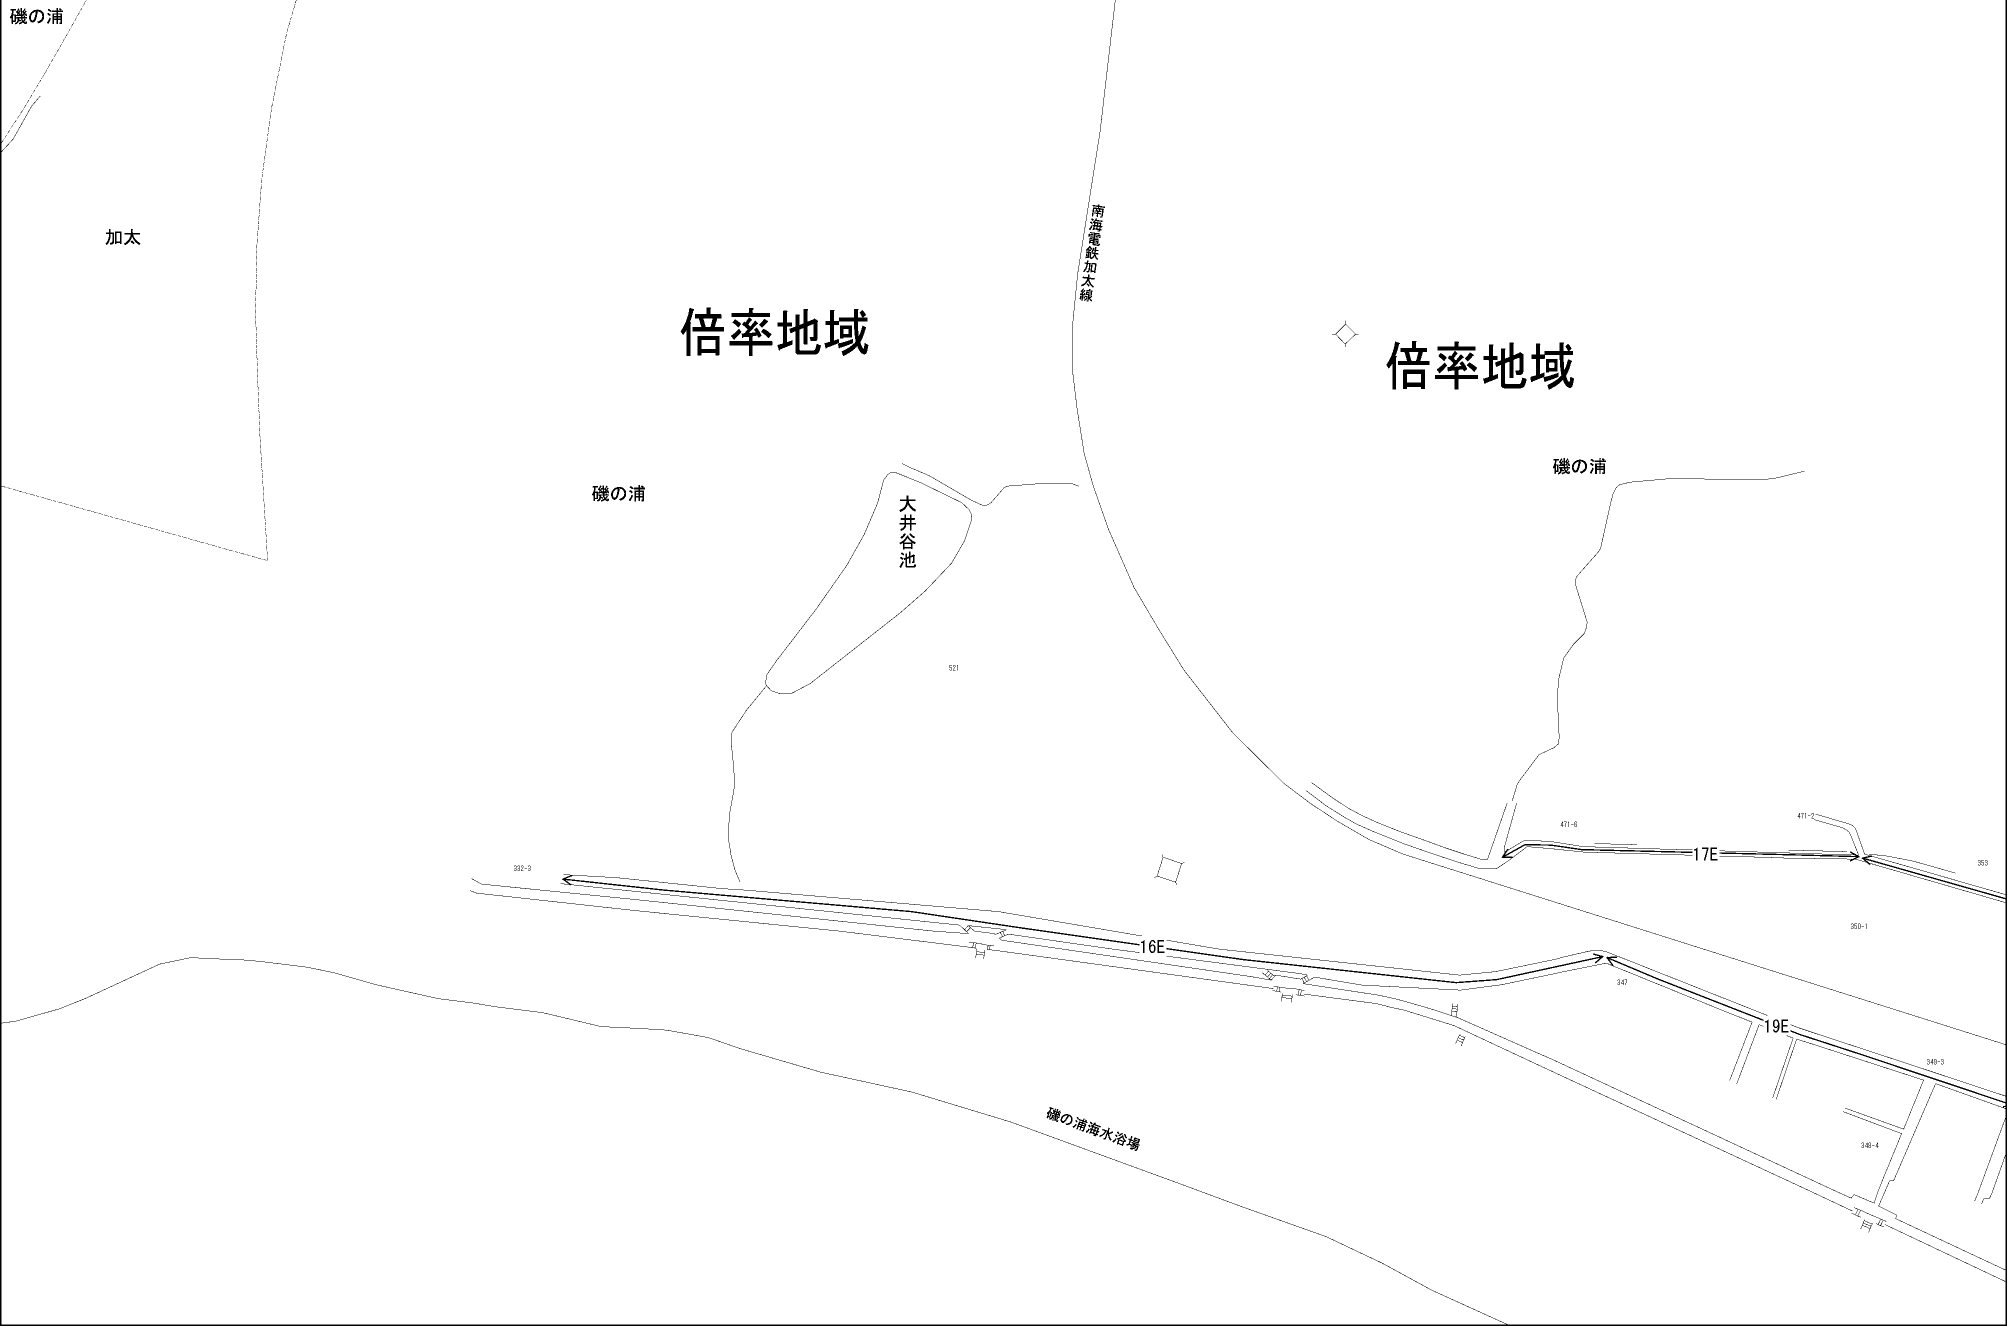 磯の浦
加太
南海電鉄加太線
倍率地域
倍率地域
磯の浦
磯の浦
大井谷池
521
471-6
471-2
17E
353
332-3
350-1
16E
347
19E
349-3
磯の浦海水浴場
348-4